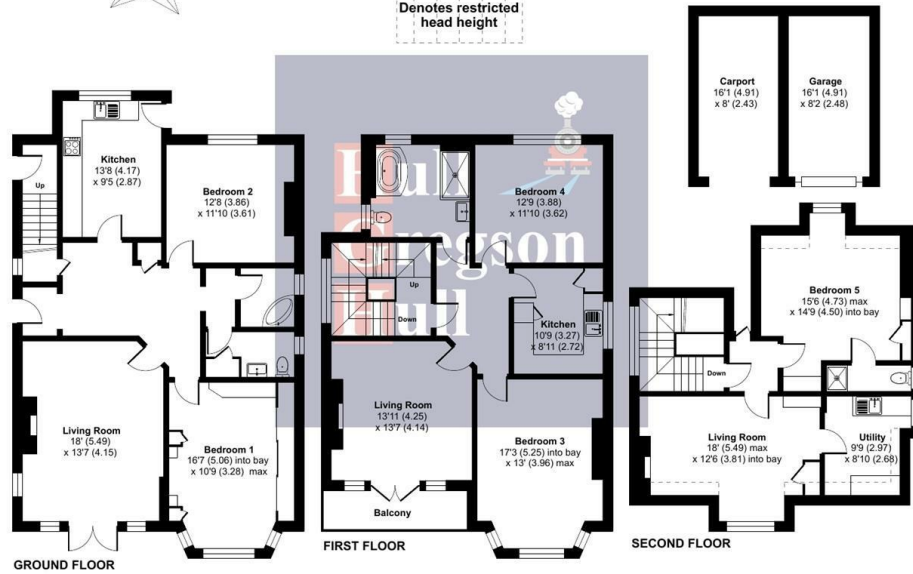 Denotes restricted
head height
Carport
16'1 (4.91)
x 8' (2.43)
Garage
16'1 (4.91)
x 8'2 (2.48)
Kitchen
13'8 (4.17)
x 9'5 (2.87)
Up
Bedroom 2
12'8 (3.86)
x 11'10 (3.61)
Living Room
18' (5.49)
x 13'7 (4.15)
Bedroom 1
16'7 (5.06) into bay
x 10'9 (3.28) max
GROUND FLOOR
Hull
Gregson
Hull
Bedroom 4
12'9 (3.88)
x 11'10 (3.62)
Up
Down
Kitchen
10'9 (3.27)
x 8'11 (2.72)
Living Room
13'11 (4.25)
x 13'7 (4.14)
Bedroom 3
17'3 (5.25) into bay
x 13' (3.96) max
Balcony
FIRST FLOOR
Bedroom 5
15'6 (4.73) max
x 14'9 (4.50) into bay
Down
Living Room
18' (5.49) max
x 12'6 (3.81) into bay
Utility
9'9 (2.97)
x 8'10 (2.68)
SECOND FLOOR